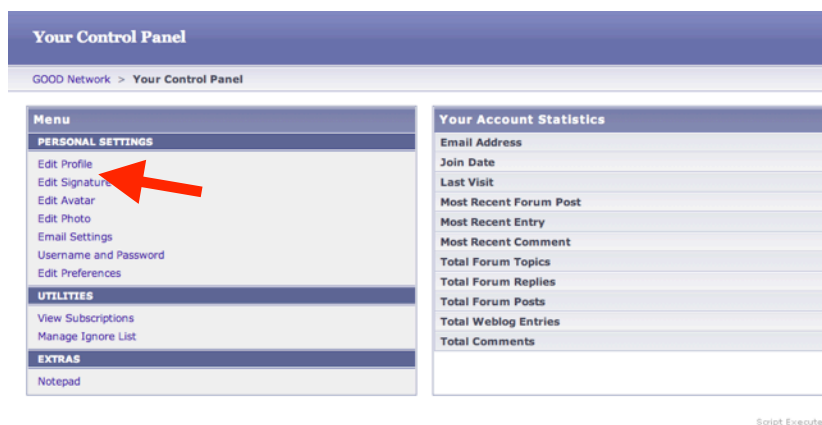 Your Control Panel
GOOD Network > Your Control Panel
Menu
PERSONAL SETTINGS
Edit Profile
Edit Signature
Edit Avatar
Edit Photo
Email Settings
Username and Password
Edit Preferences
UTILITIES
View Subscriptions
Manage Ignore List
EXTRAS
Notepad
Your Account Statistics
Email Address
Join Date
Last Visit
Most Recent Forum Post
Most Recent Entry
Most Recent Comment
Total Forum Topics
Total Forum Replies
Total Forum Posts
Total Weblog Entries
Total Comments
Script Execute